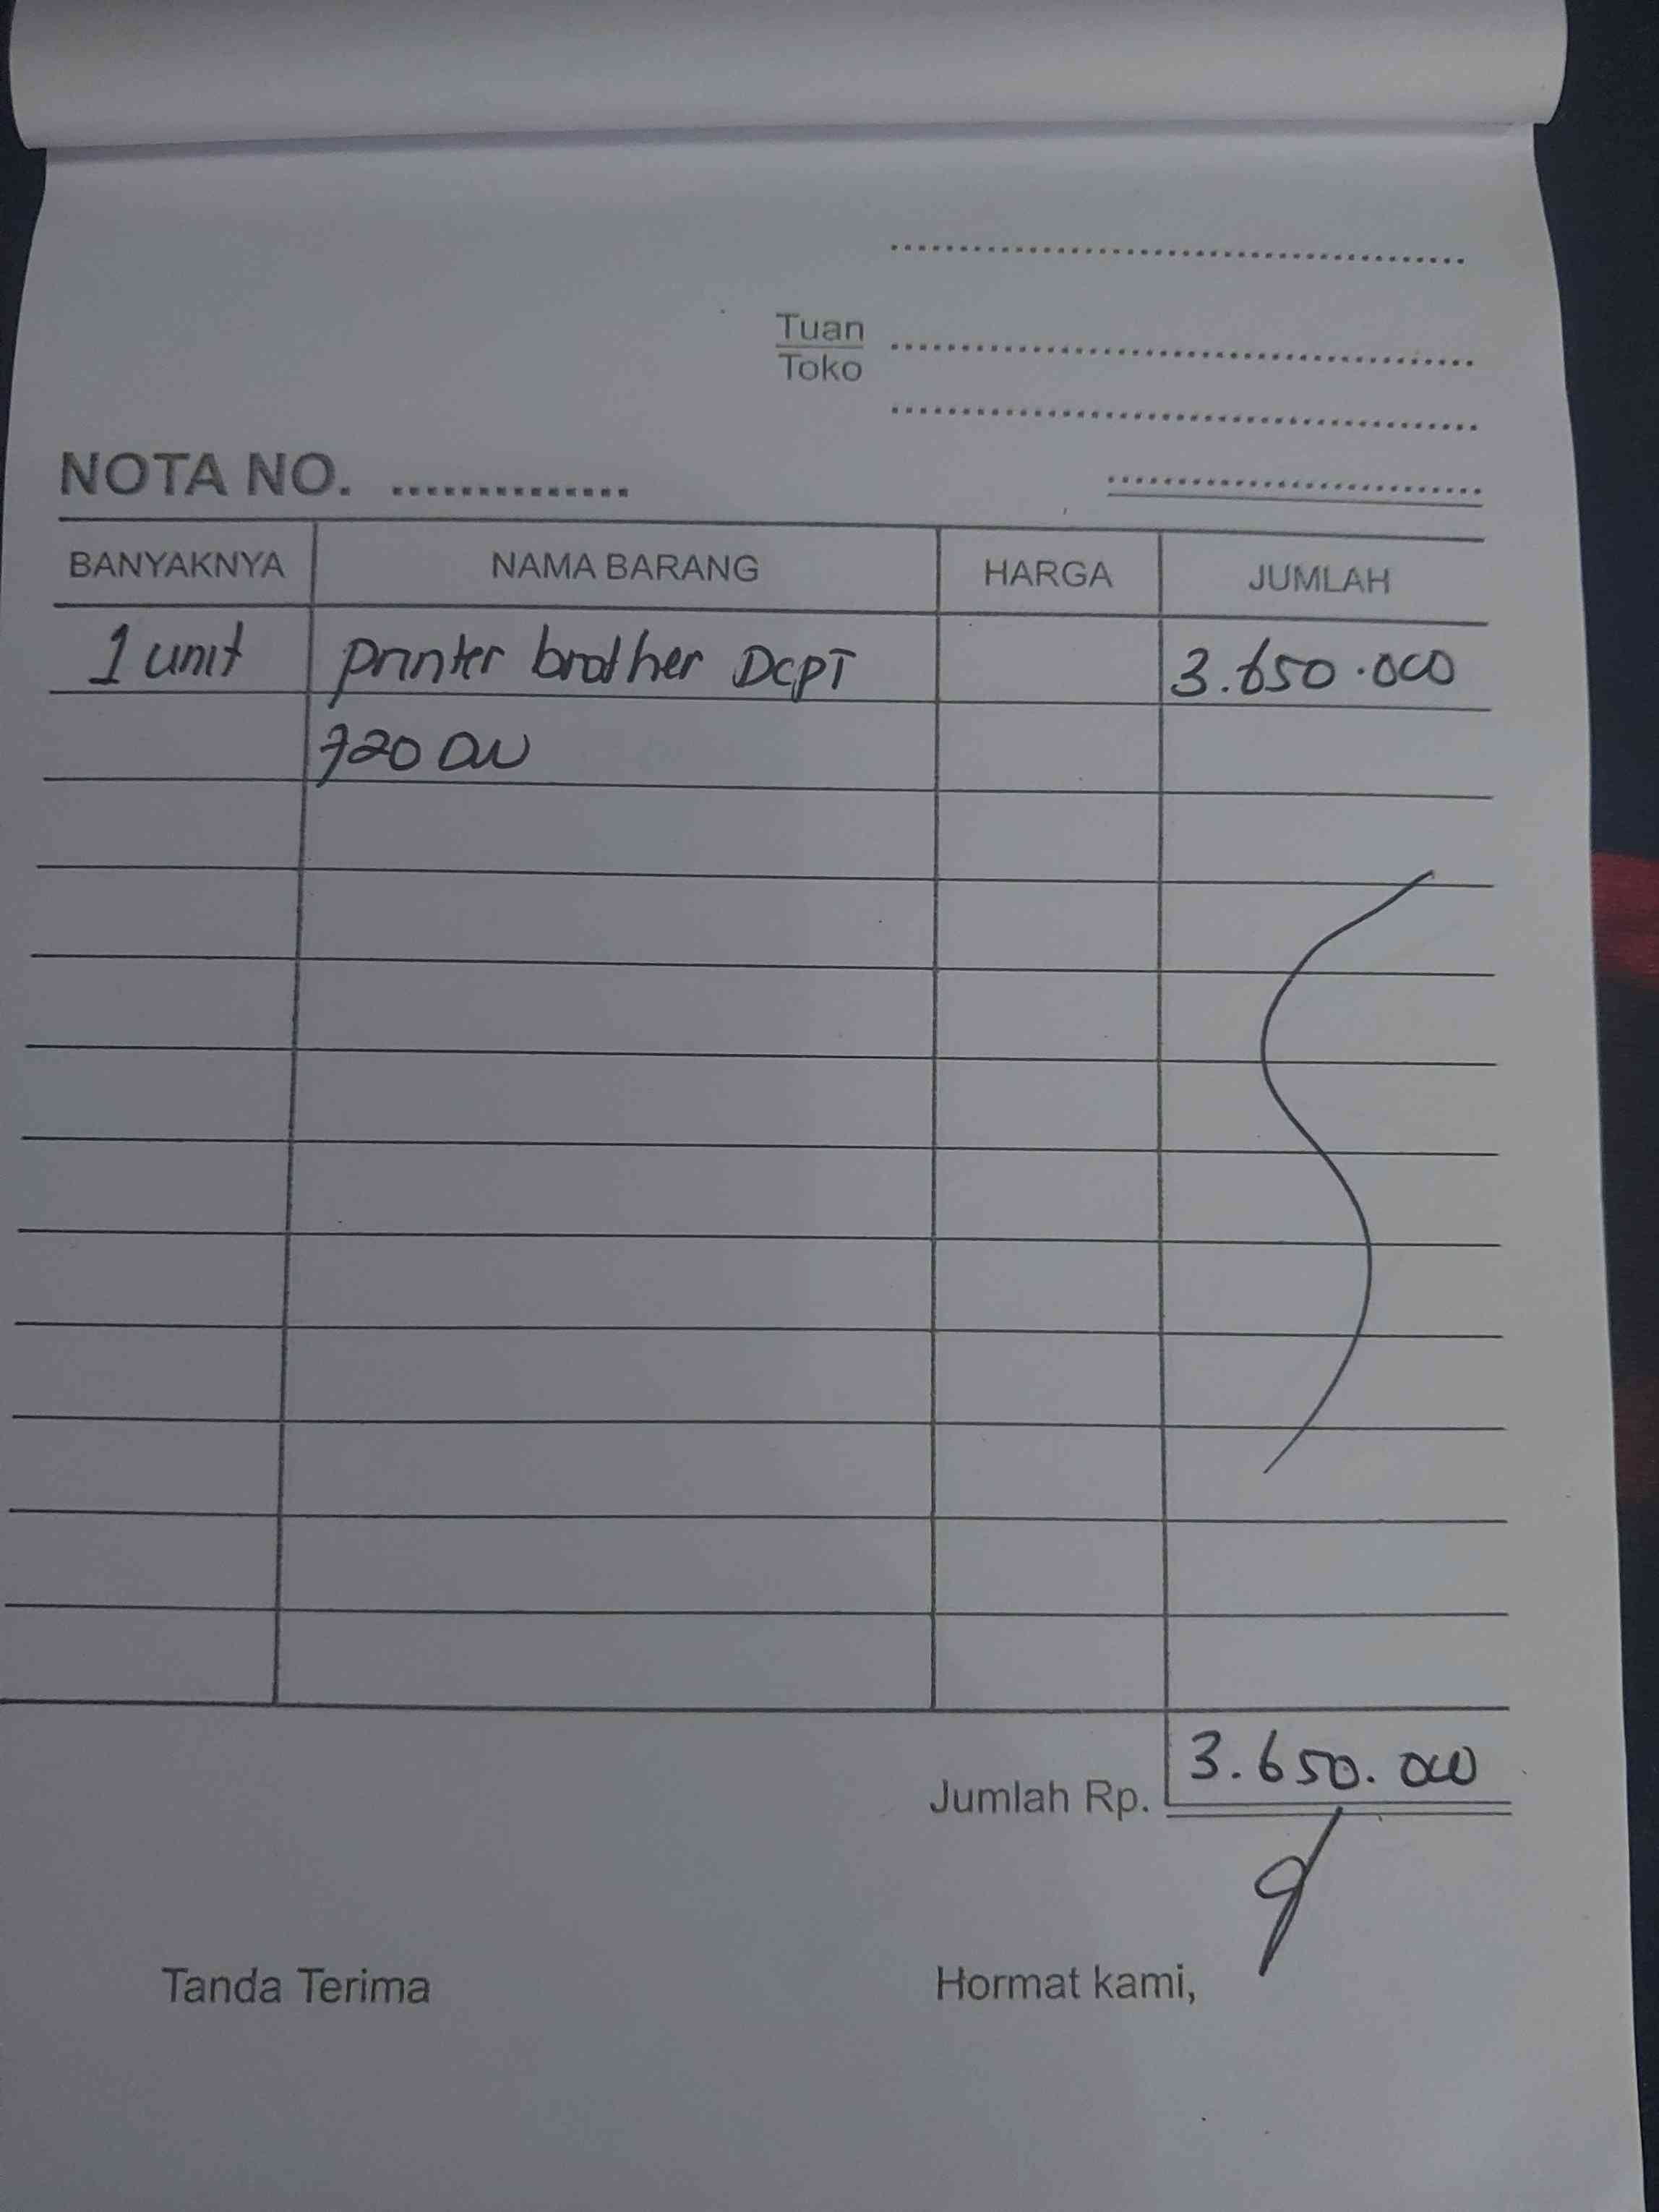 Tuan
Toko
NOTA NO. ..............
BANYAKNYA NAMA BARANG HARGA JUMLAH
1 unit printer brother DCPT 3.650.000
720 DW
Jumlah Rp. 3.650.000
Tanda Terima Hormat kami,